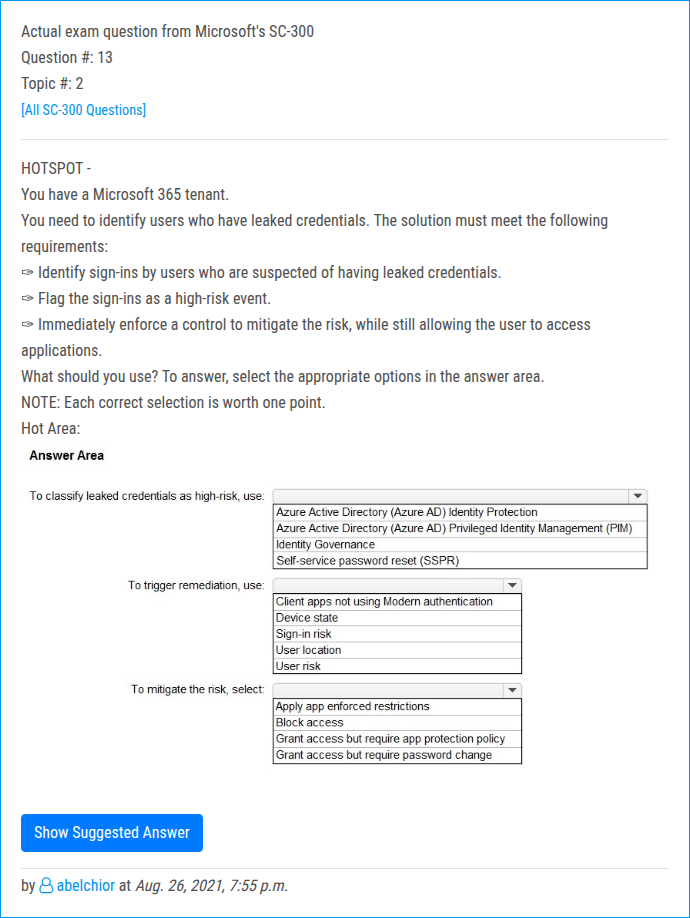 Actual exam question from Microsoft's SC-300
Question #: 13
Topic #: 2
[All SC-300 Questions]
HOTSPOT -
You have a Microsoft 365 tenant.
You need to identify users who have leaked credentials. The solution must meet the following
requirements:
✑ Identify sign-ins by users who are suspected of having leaked credentials.
✑ Flag the sign-ins as a high-risk event.
✑ Immediately enforce a control to mitigate the risk, while still allowing the user to access
applications.
What should you use? To answer, select the appropriate options in the answer area.
NOTE: Each correct selection is worth one point.
Hot Area:
Answer Area
To classify leaked credentials as high-risk, use:
Azure Active Directory (Azure AD) Identity Protection
Azure Active Directory (Azure AD) Privileged Identity Management (PIM)
Identity Governance
Self-service password reset (SSPR)
To trigger remediation, use:
Client apps not using Modern authentication
Device state
Sign-in risk
User location
User risk
To mitigate the risk, select:
Apply app enforced restrictions
Block access
Grant access but require app protection policy
Grant access but require password change
Show Suggested Answer
by abelchior at Aug. 26, 2021, 7:55 p.m.